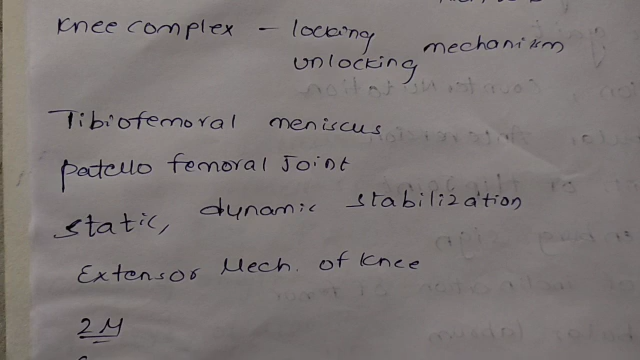 Knee complex - locking
unlocking mechanism
Tibiofemoral meniscus
patello femoral Joint
static, dynamic stabilization
Extensor Mech. of knee
2M